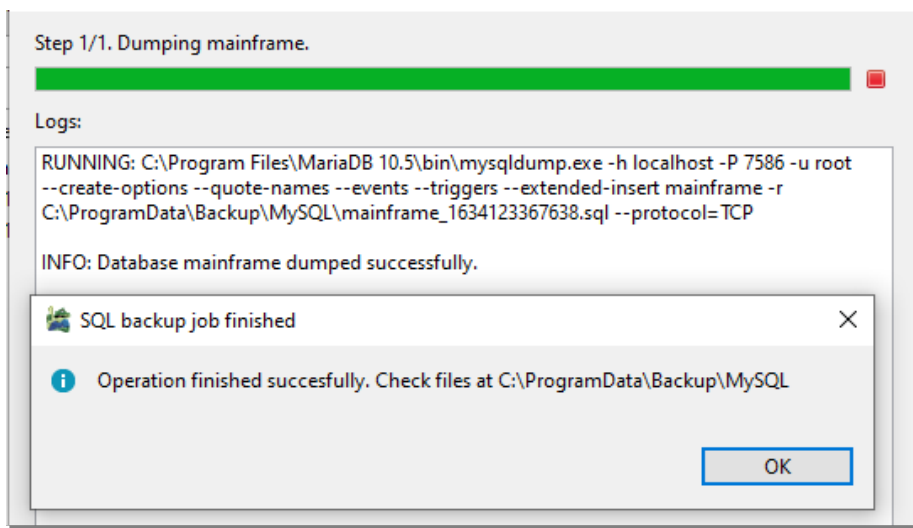 Step 1/1. Dumping mainframe.
Logs:
RUNNING: C:\Program Files\MariaDB 10.5\bin\mysqldump.exe -h localhost -P 7586 -u root
--create-options --quote-names --events --triggers --extended-insert mainframe -r
C:\ProgramData\Backup\MySQL\mainframe_1634123367638.sql --protocol=TCP
INFO: Database mainframe dumped successfully.
SQL backup job finished
Operation finished succesfully. Check files at C:\ProgramData\Backup\MySQL
OK